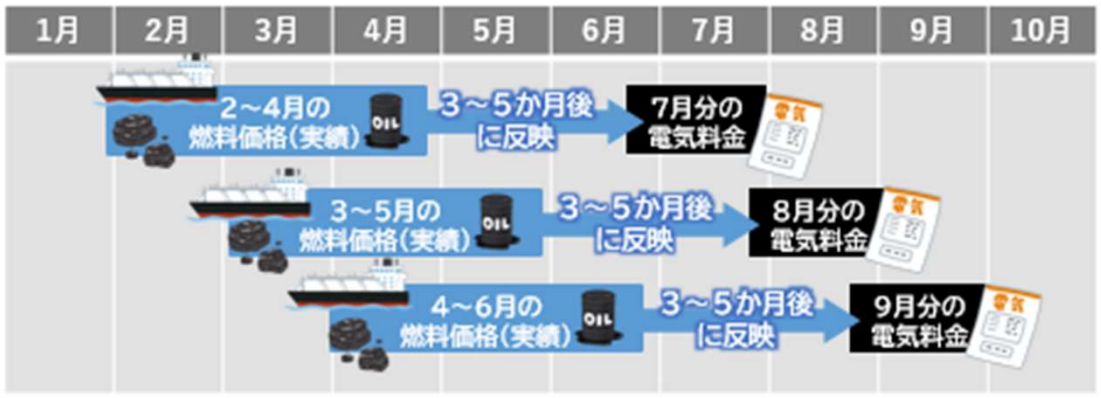 1月 2月 3月 4月 5月 6月 7月 8月 9月 10月
2～4月の
燃料価格(実績)
OIL
3～5か月後
に反映
7月分の
電気料金
電気
3～5月の
燃料価格(実績)
OIL
3～5か月後
に反映
8月分の
電気料金
電気
4～6月の
燃料価格(実績)
OIL
3～5か月後
に反映
9月分の
電気料金
電気